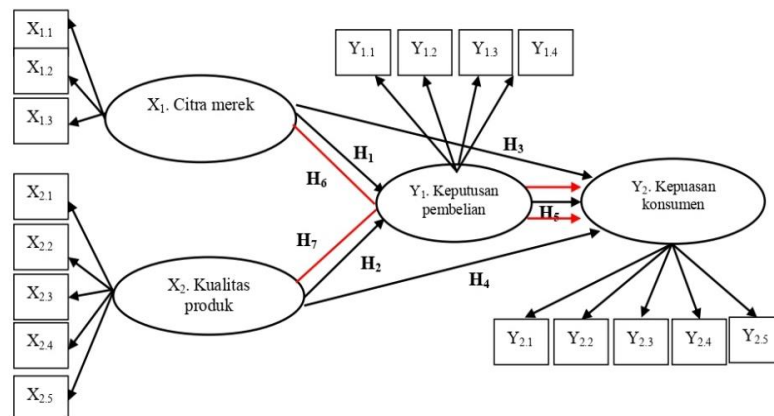 X1.1
X1.2
X1.3
X1. Citra merek
Y1.1
Y1.2
Y1.3
Y1.4
H1
H3
H6
Y1. Keputusan
pembelian
Y2. Kepuasan
konsumen
H5
X2.1
X2.2
X2.3
X2.4
X2.5
H7
H2
X2. Kualitas
produk
H4
Y2.1
Y2.2
Y2.3
Y2.4
Y2.5